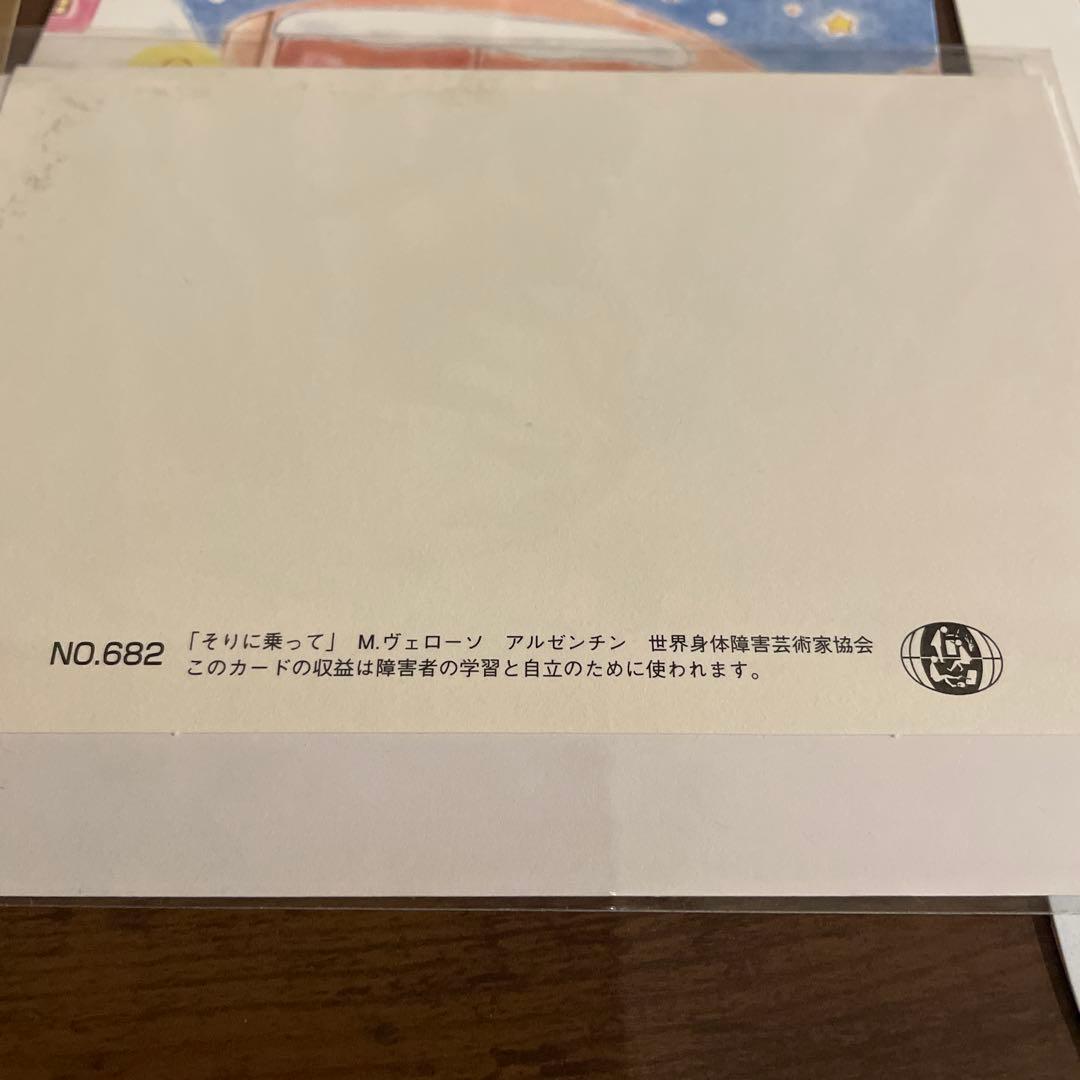 NO.682
「そりに乗って」 M.ヴェローソ アルゼンチン 世界身体障害芸術家協会
このカードの収益は障害者の学習と自立のために使われます。